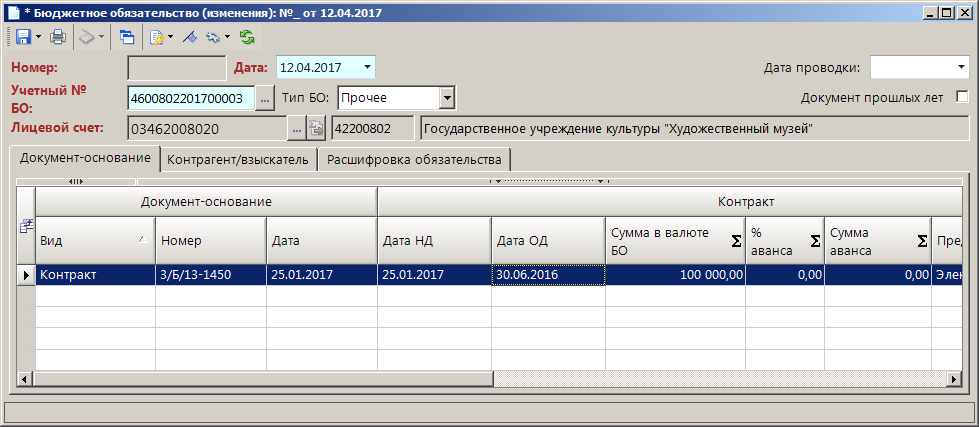 * Бюджетное обязательство (изменения): №_ от 12.04.2017
Номер: Дата: 12.04.2017 Дата проводки:
Учетный № БО: 4600802201700003 ... Тип БО: Прочее Документ прошлых лет
Лицевой счет: 03462008020 ... 42200802 Государственное учреждение культуры "Художественный музей"
Документ-основание Контрагент/взыскатель Расшифровка обязательства
Документ-основание Контракт
Вид Номер Дата Дата НД Дата ОД Сумма в валюте БО Σ % аванса Σ Сумма аванса Σ Пред
Контракт 3/Б/13-1450 25.01.2017 25.01.2017 30.06.2016 100 000,00 0,00 0,00 Элек